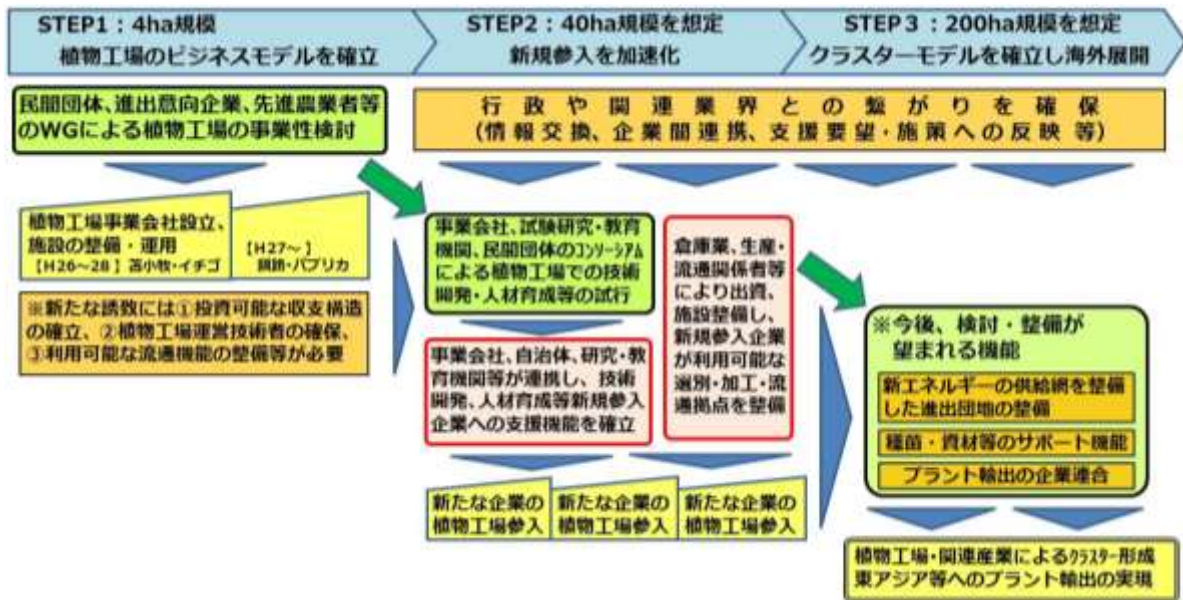 STEP1：4ha規模
植物工場のビジネスモデルを確立
STEP2：40ha規模を想定
新規参入を加速化
STEP3：200ha規模を想定
クラスターモデルを確立し海外展開
民間団体、進出意向企業、先進農業者等
のWGによる植物工場の事業性検討
行政や関連業界との繋がりを確保
(情報交換、企業間連携、支援要望・施策への反映等)
植物工場事業会社設立、
施設の整備・運用
【H26～28】苫小牧・イチゴ
【H27～】
釧路・パプリカ
※新たな誘致には①投資可能な収支構造
の確立、②植物工場運営技術者の確保、
③利用可能な流通機能の整備等が必要
事業会社、試験研究・教育
機関、民間団体のｺﾝｿｰｼｱﾑ
による植物工場での技術
開発・人材育成等の試行
事業会社、自治体、研究・教
育機関等が連携し、技術
開発、人材育成等新規参入
企業への支援機能を確立
倉庫業、生産・
流通関係者等
により出資、
施設整備し、
新規参入企業
が利用可能な
選別・加工・流
通拠点を整備
新たな企業の
植物工場参入
新たな企業の
植物工場参入
新たな企業の
植物工場参入
※今後、検討・整備が
望まれる機能
新エネルギーの供給網を整備
した進出団地の整備
種苗・資材等のサポート機能
プラント輸出の企業連合
植物工場・関連産業によるｸﾗｽﾀｰ形成
東アジア等へのプラント輸出の実現